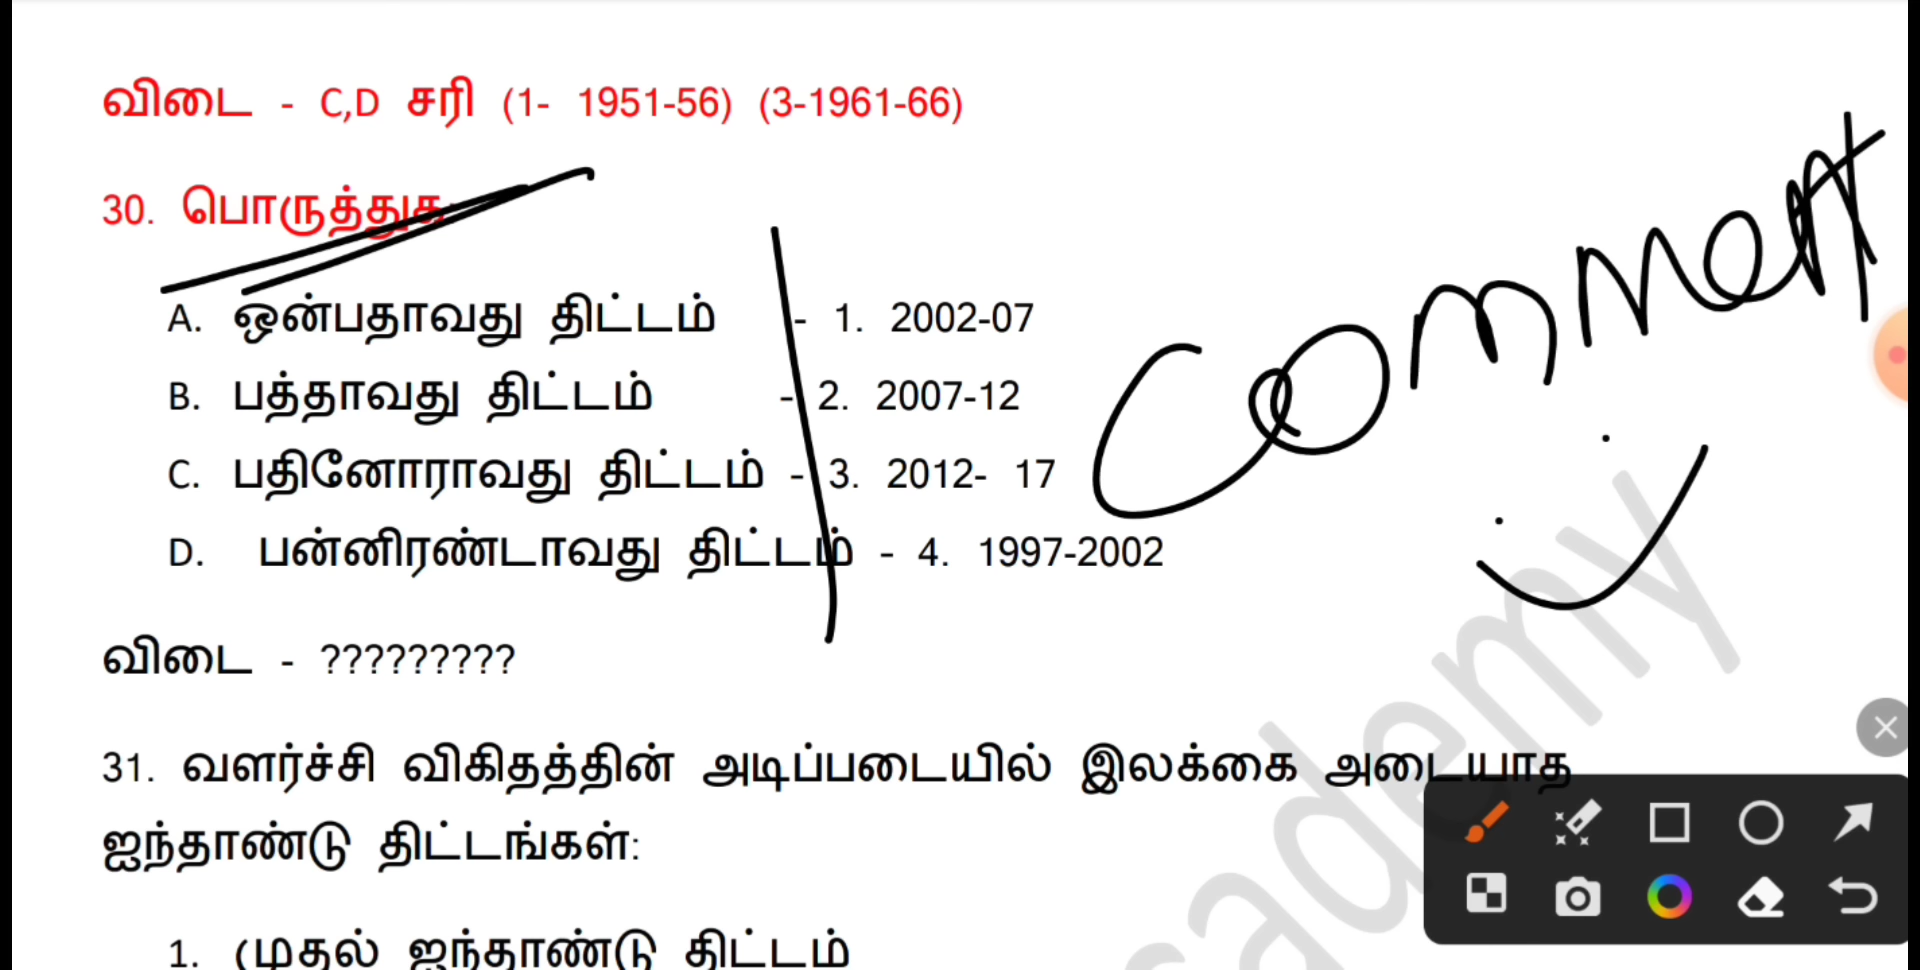 விடை - C,D சரி (1- 1951-56) (3-1961-66)
30. பொருத்துக
A. ஒன்பதாவது திட்டம் - 1. 2002-07
B. பத்தாவது திட்டம் - 2. 2007-12
C. பதினோராவது திட்டம் - 3. 2012- 17
D. பன்னிரண்டாவது திட்டம் - 4. 1997-2002
Comment
விடை - ?????????
31. வளர்ச்சி விகிதத்தின் அடிப்படையில் இலக்கை அடையாத
ஐந்தாண்டு திட்டங்கள்:
1. முதல் ஐந்தாண்டு திட்டம்